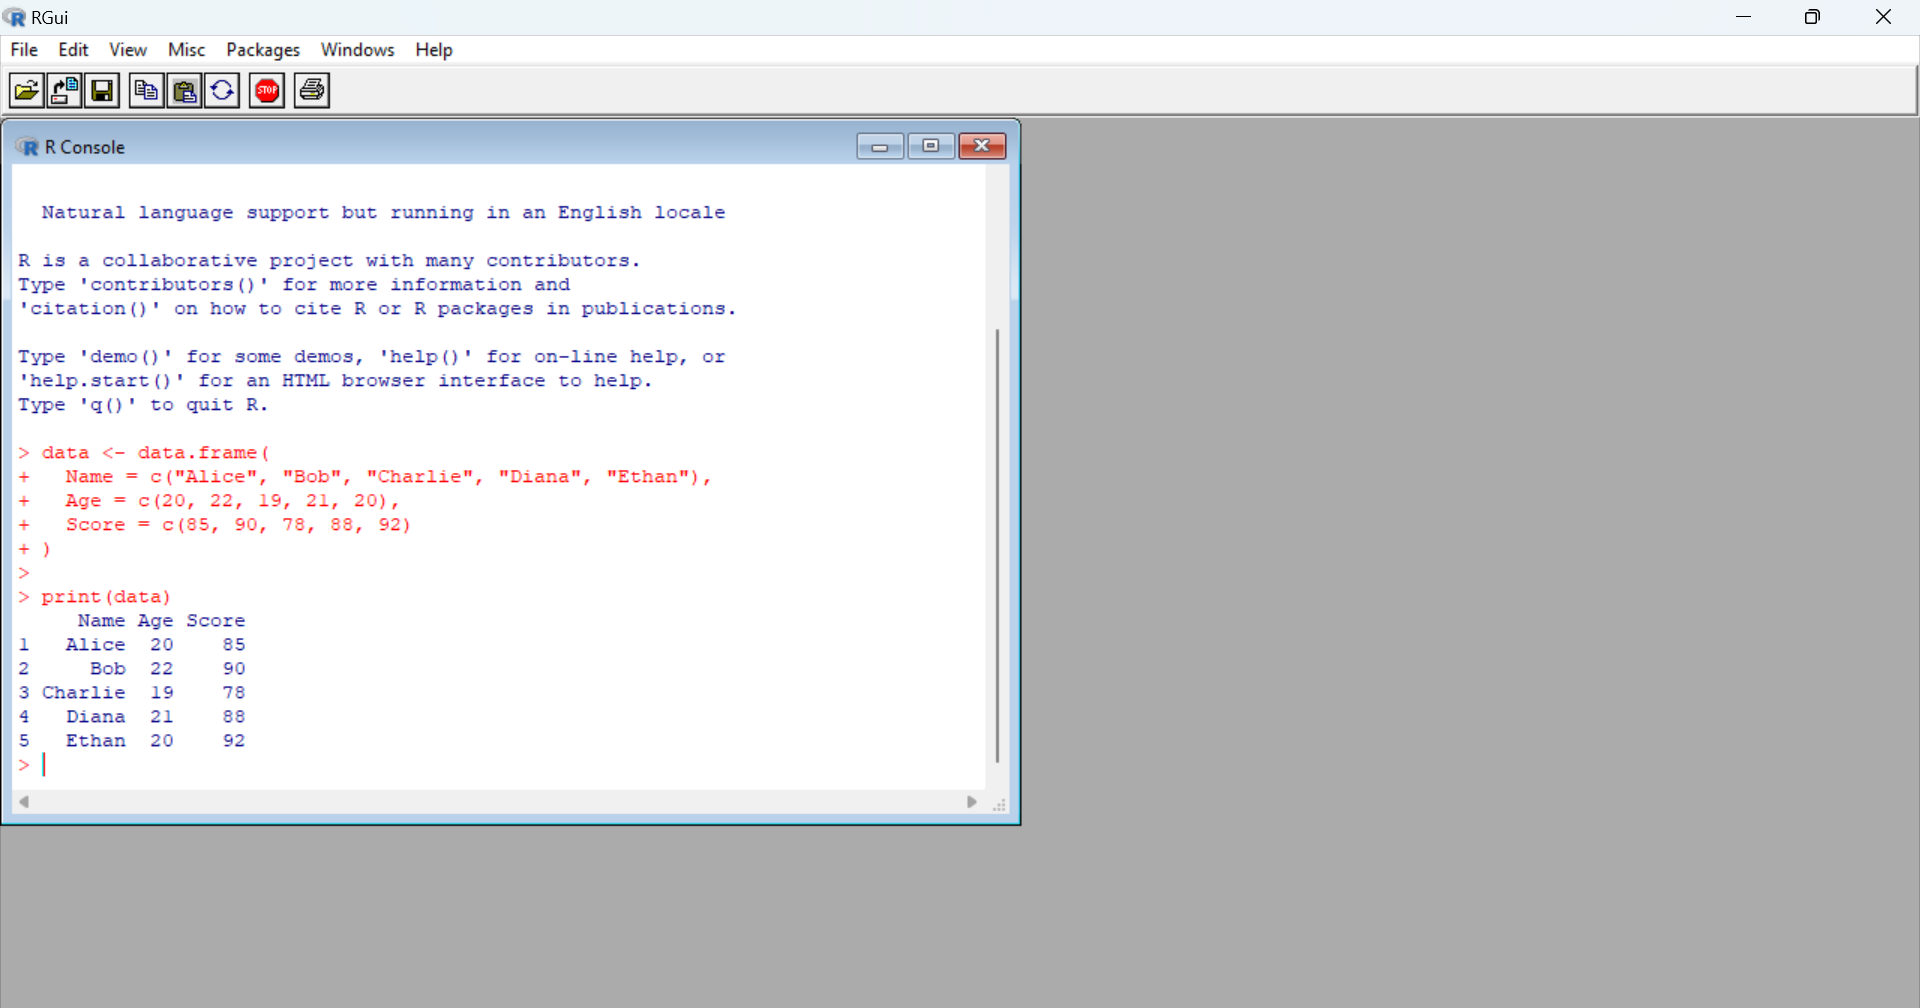 RGui
File Edit View Misc Packages Windows Help
STOP
R Console
Natural language support but running in an English locale
R is a collaborative project with many contributors.
Type 'contributors()' for more information and
'citation()' on how to cite R or R packages in publications.
Type 'demo()' for some demos, 'help()' for on-line help, or
'help.start()' for an HTML browser interface to help.
Type 'q()' to quit R.
> data <- data.frame(
+   Name = c("Alice", "Bob", "Charlie", "Diana", "Ethan"),
+   Age = c(20, 22, 19, 21, 20),
+   Score = c(85, 90, 78, 88, 92)
+ )
>
> print(data)
     Name Age Score
1   Alice  20    85
2     Bob  22    90
3 Charlie  19    78
4   Diana  21    88
5   Ethan  20    92
>